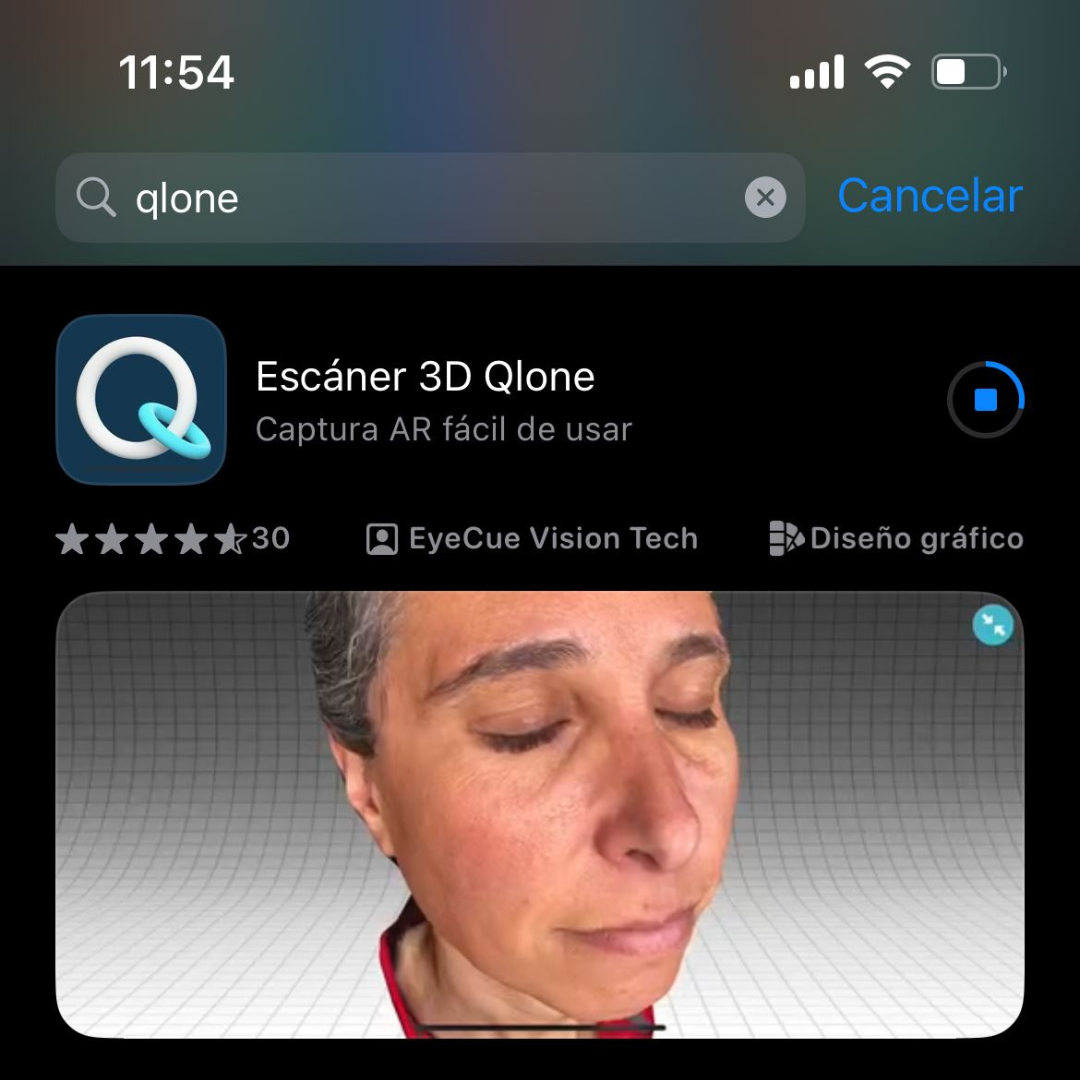 11:54
qlone
Cancelar
Escáner 3D Qlone
Captura AR fácil de usar
30 EyeCue Vision Tech Diseño gráfico